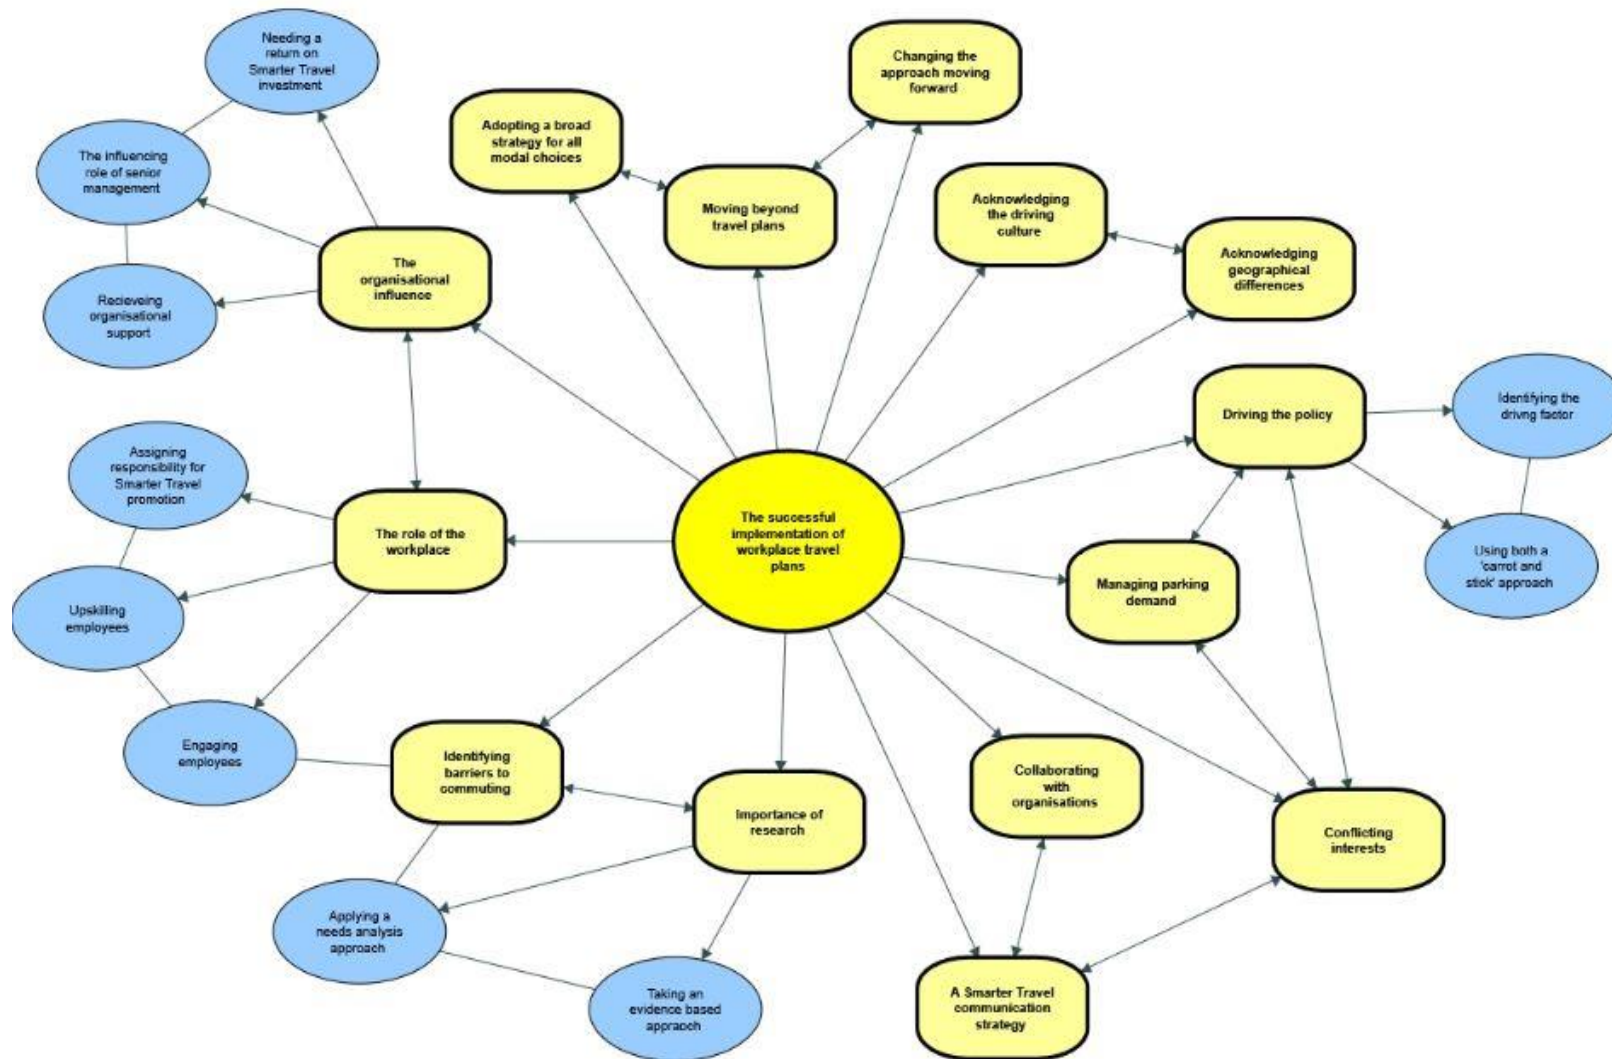 Needing a
return on
Smarter Travel
investment
Changing the
approach moving
forward
Adopting a broad
strategy for all
modal choices
The influencing
role of senior
management
Moving beyond
travel plans
Acknowledging
the driving
culture
Acknowledging
geographical
differences
The
organisational
influence
Recieveing
organisational
support
Driving the policy
Identifying the
drivng factor
Assigning
responsibility for
Smarter Travel
promotion
The role of the
workplace
The successful
implementation of
workplace travel
plans
Using both a
'carrot and
stick' approach
Managing parking
demand
Upskilling
employees
Engaging
employees
Identifying
barriers to
commuting
Importance of
research
Collaborating
with
organisations
Conflicting
interests
Applying a
needs analysis
approach
Taking an
evidence based
appraoch
A Smarter Travel
communication
strategy